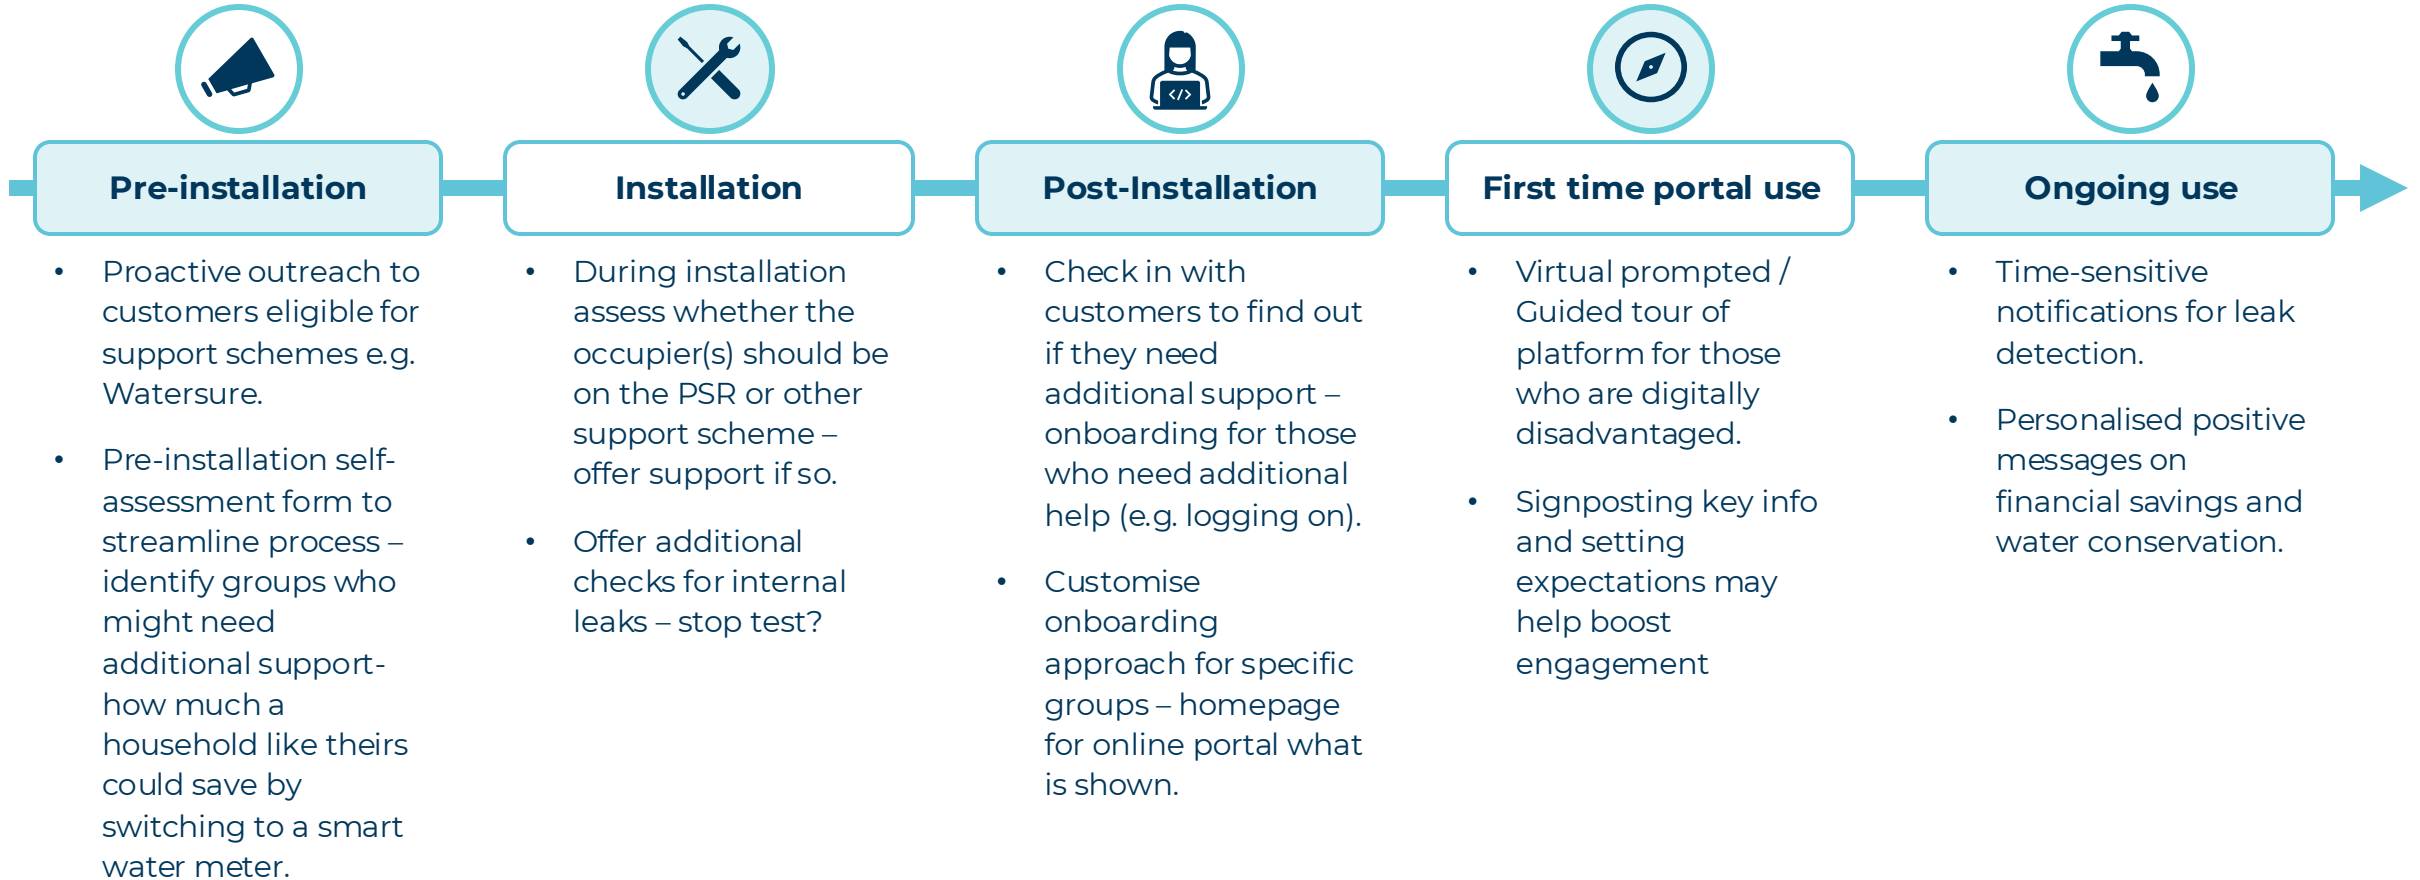 Pre-installation
• Proactive outreach to
customers eligible for
support schemes e.g.
Watersure.
• Pre-installation self-
assessment form to
streamline process –
identify groups who
might need
additional support-
how much a
household like theirs
could save by
switching to a smart
water meter.
Installation
• During installation
assess whether the
occupier(s) should be
on the PSR or other
support scheme –
offer support if so.
• Offer additional
checks for internal
leaks – stop test?
</>
Post-Installation
• Check in with
customers to find out
if they need
additional support –
onboarding for those
who need additional
help (e.g. logging on).
• Customise
onboarding
approach for specific
groups – homepage
for online portal what
is shown.
First time portal use
• Virtual prompted /
Guided tour of
platform for those
who are digitally
disadvantaged.
• Signposting key info
and setting
expectations may
help boost
engagement
Ongoing use
• Time-sensitive
notifications for leak
detection.
• Personalised positive
messages on
financial savings and
water conservation.